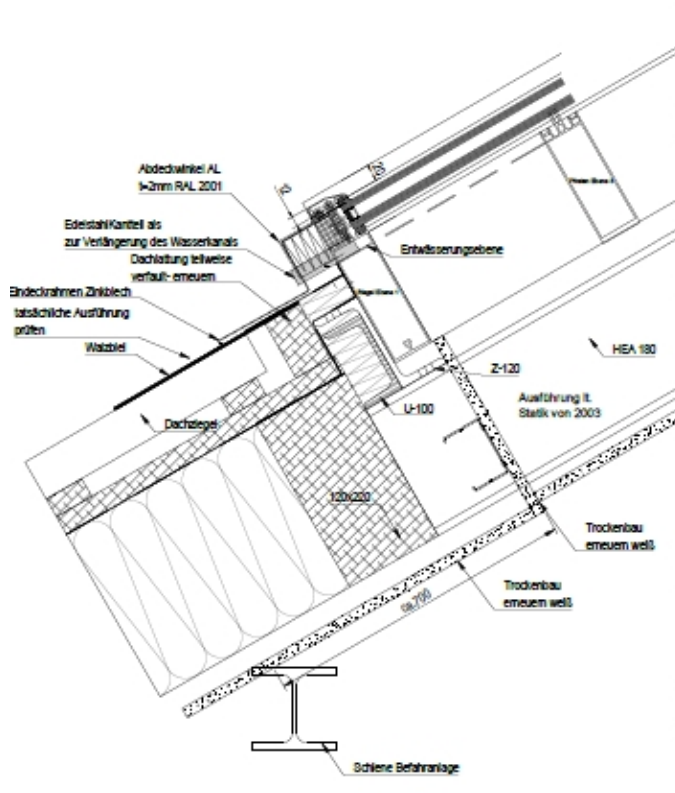 Abdeckwinkel AL
t=2mm RAL 2001
25
Edelstahl Kantteil als
zur Verlängerung des Wasserkanals
Dachlattung teilweise
verfault- erneuern
Entwässerungsebene
Eindeckrahmen Zinkblech
tatsächliche Ausführung
prüfen
Walzblei
HEA 180
Z-120
Ausführung lt.
Statik von 2003
U-100
Dachziegel
120x220
Trockenbau
erneuern weiß
Trockenbau
erneuern weiß
ca.700
Schiene Befahranlage